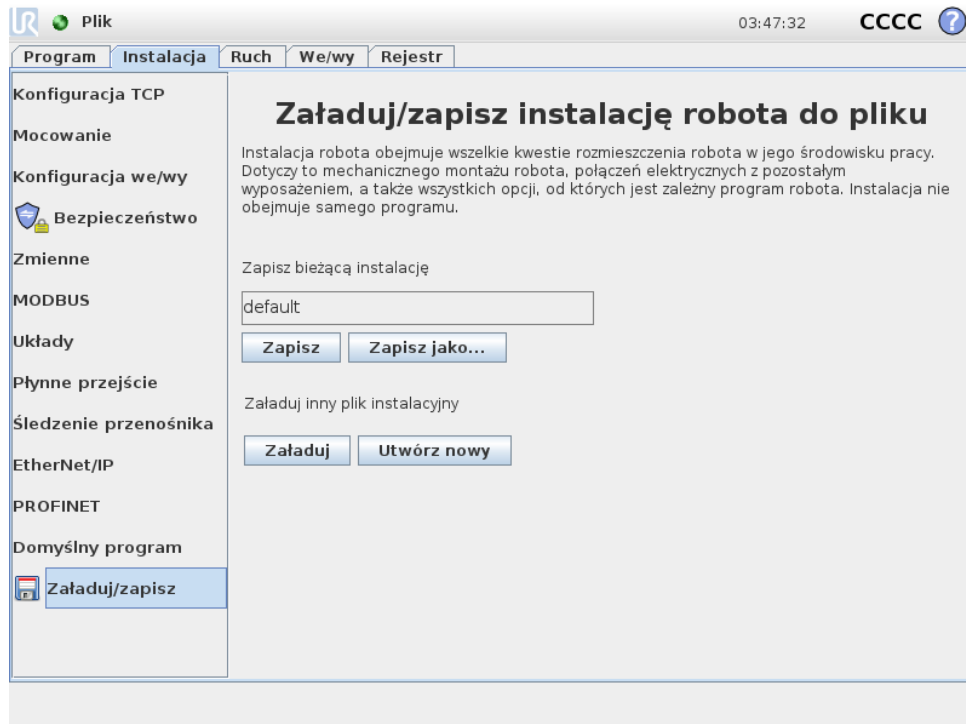 UR
Plik
03:47:32
CCCC
?
Program Instalacja Ruch We/wy Rejestr
Konfiguracja TCP
Mocowanie
Konfiguracja we/wy
Bezpieczeństwo
Zmienne
MODBUS
Układy
Płynne przejście
Śledzenie przenośnika
EtherNet/IP
PROFINET
Domyślny program
Załaduj/zapisz
Załaduj/zapisz instalację robota do pliku
Instalacja robota obejmuje wszelkie kwestie rozmieszczenia robota w jego środowisku pracy.
Dotyczy to mechanicznego montażu robota, połączeń elektrycznych z pozostałym
wyposażeniem, a także wszystkich opcji, od których jest zależny program robota. Instalacja nie
obejmuje samego programu.
Zapisz bieżącą instalację
default
Zapisz Zapisz jako...
Załaduj inny plik instalacyjny
Załaduj Utwórz nowy